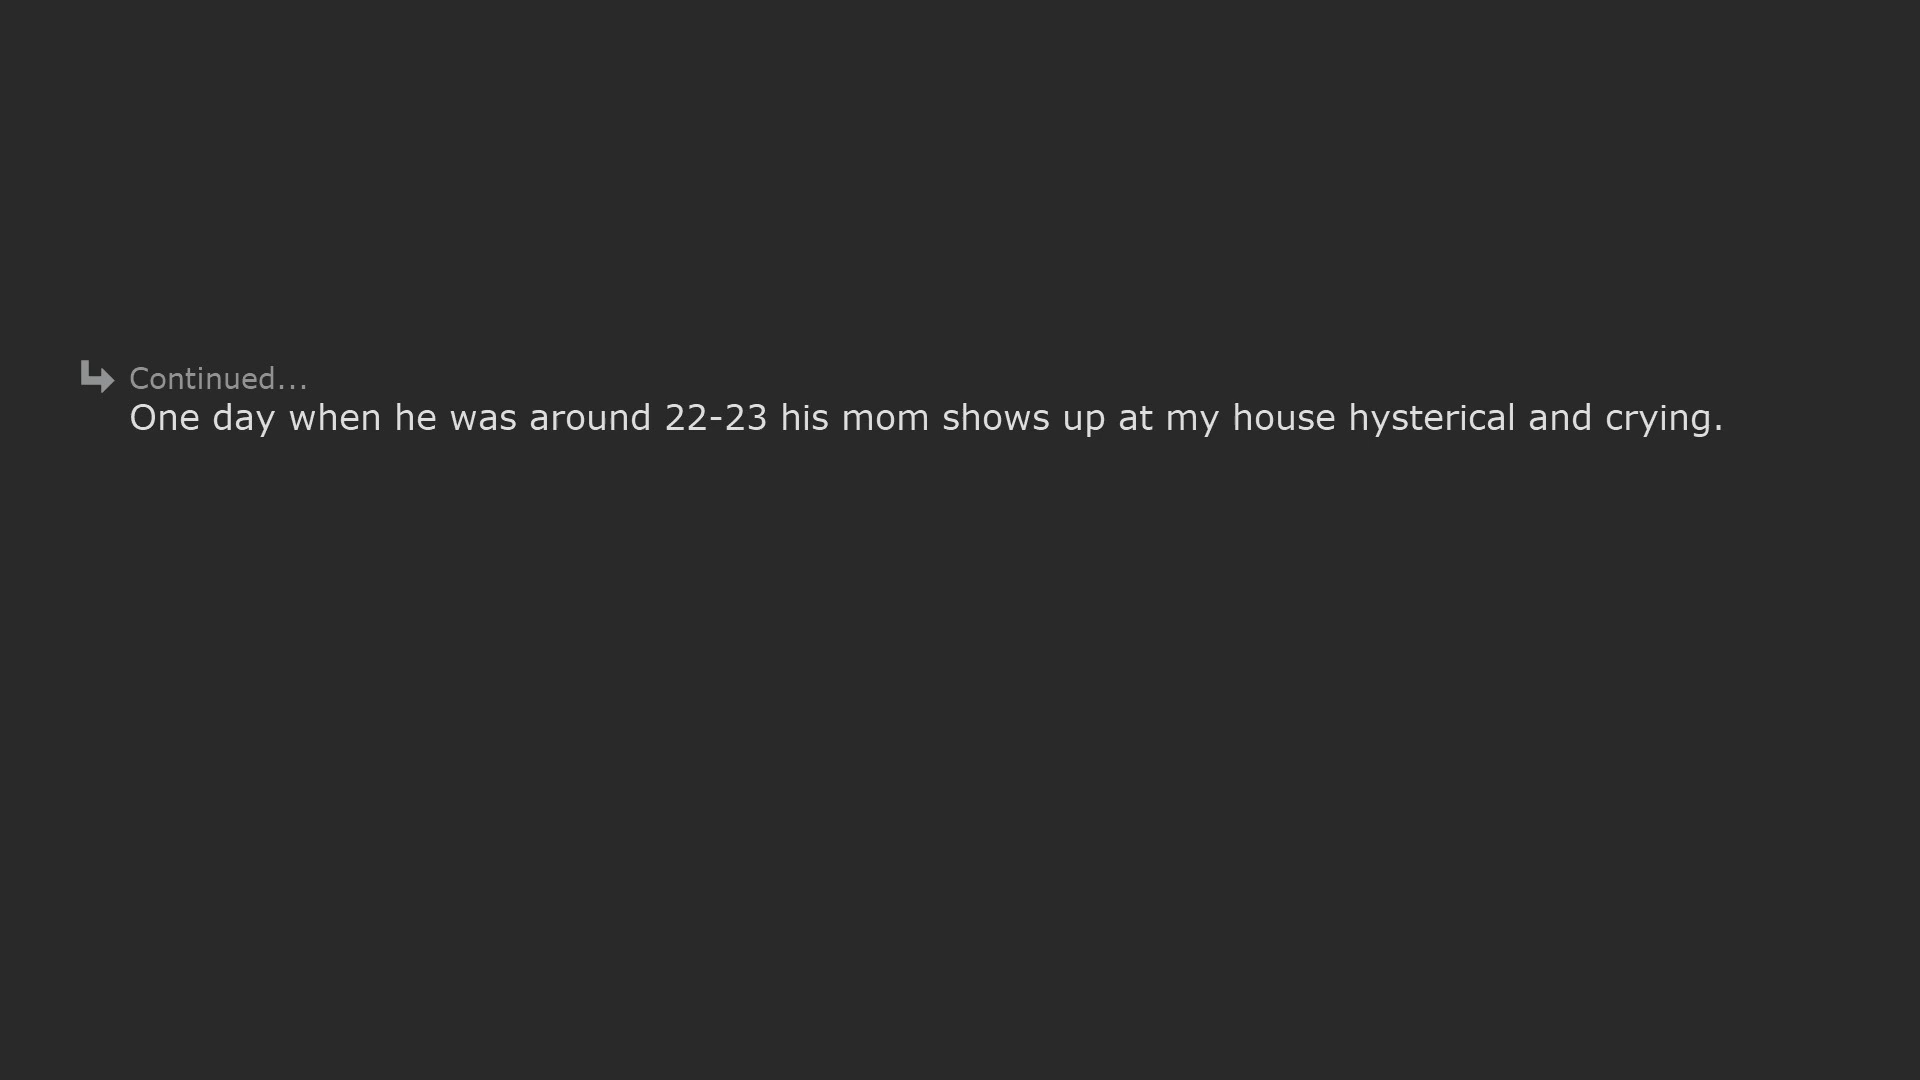 Continued...
One day when he was around 22-23 his mom shows up at my house hysterical and crying.